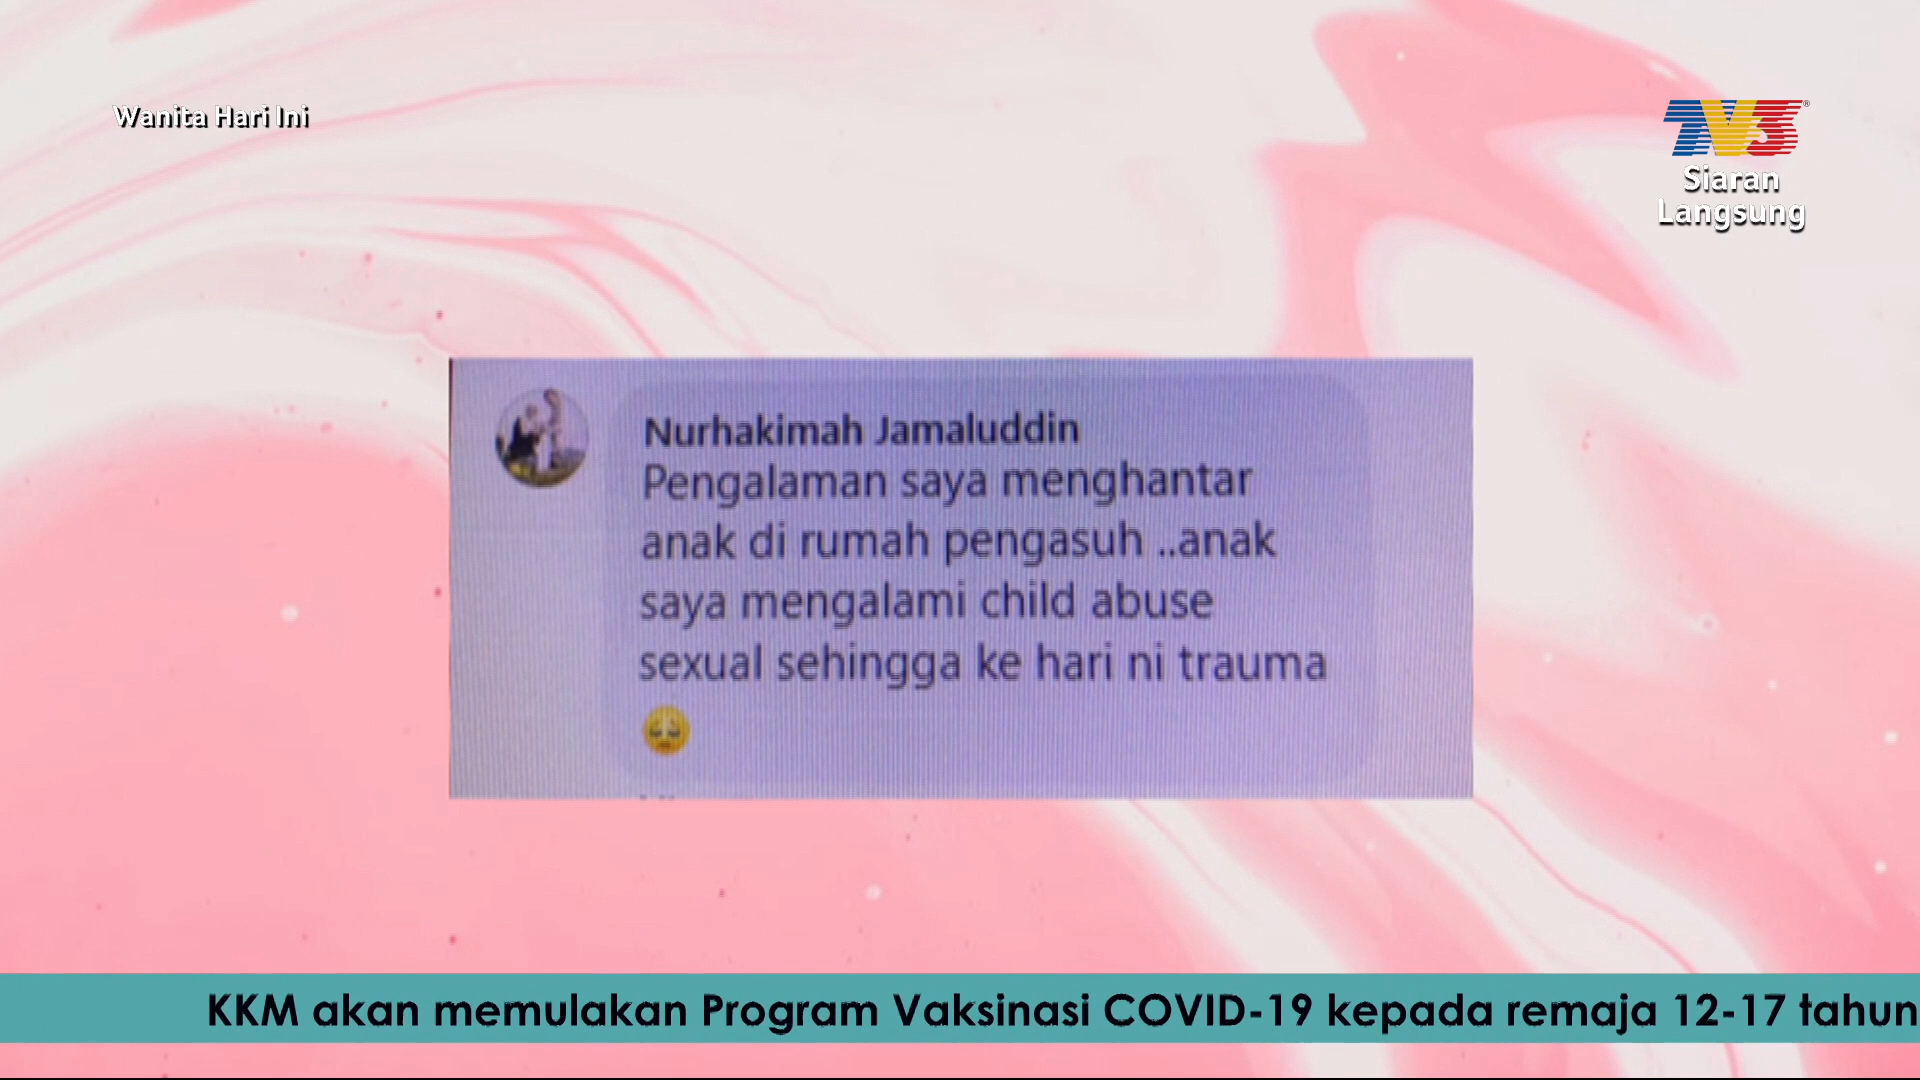 Wanita Hari Ini
TV3
Siaran
Langsung
Nurhakimah Jamaluddin
Pengalaman saya menghantar
anak di rumah pengasuh ..anak
saya mengalami child abuse
sexual sehingga ke hari ni trauma
😩
KKM akan memulakan Program Vaksinasi COVID-19 kepada remaja 12-17 tahun